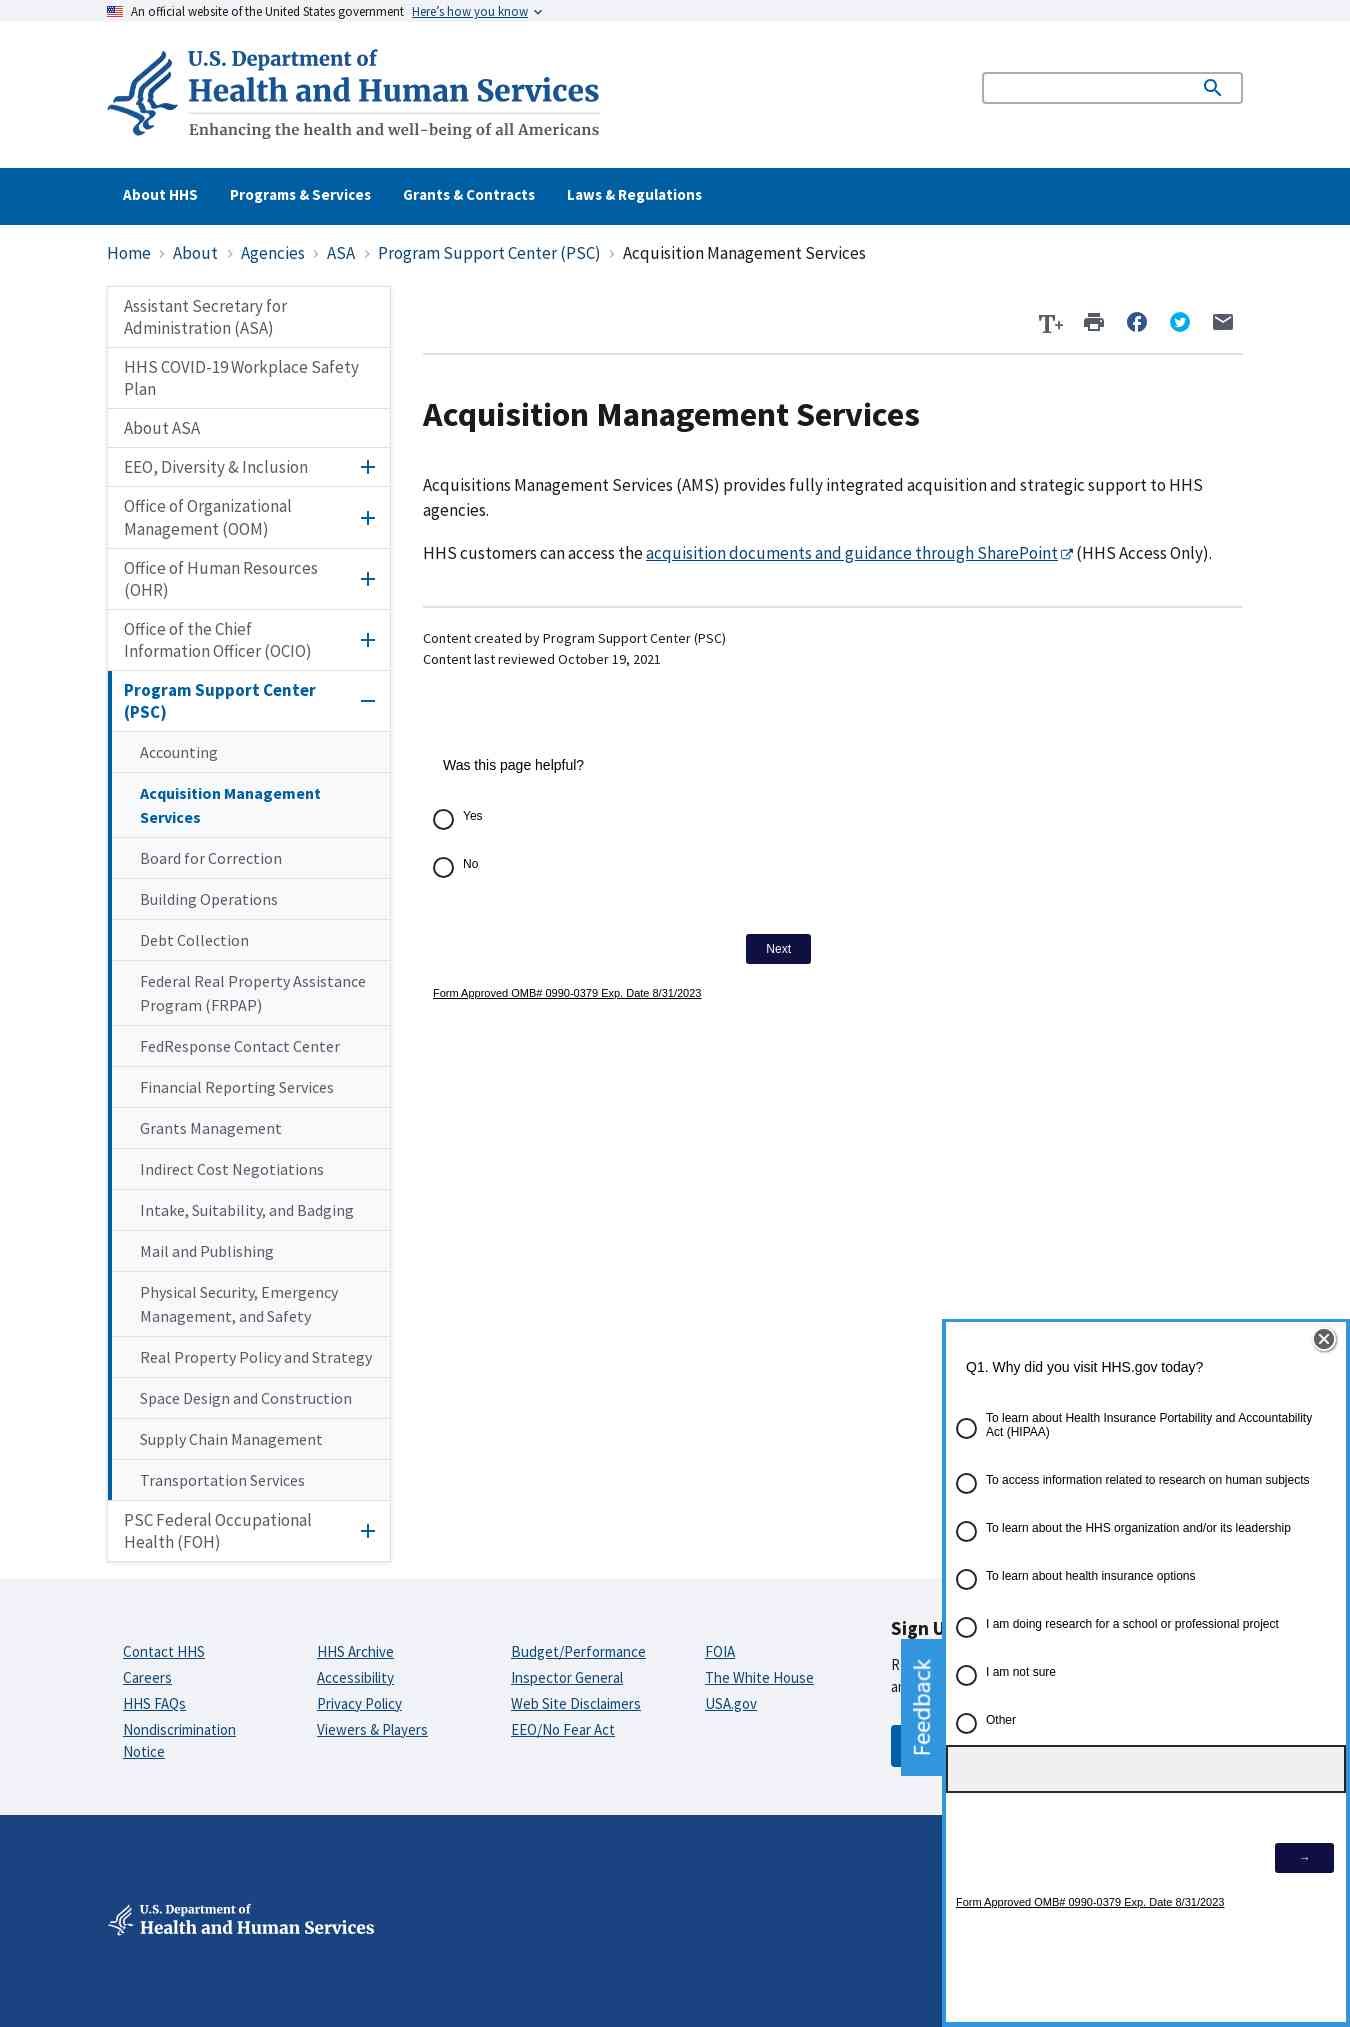 An official website of the United States government Here's how you know
U.S. Department of
Health and Human Services
Enhancing the health and well-being of all Americans
About HHS Programs & Services Grants & Contracts Laws & Regulations
Home › About › Agencies › ASA › Program Support Center (PSC) › Acquisition Management Services
Assistant Secretary for
Administration (ASA)
HHS COVID-19 Workplace Safety
Plan
About ASA
EEO, Diversity & Inclusion
Office of Organizational
Management (OOM)
Office of Human Resources
(OHR)
Office of the Chief
Information Officer (OCIO)
Program Support Center
(PSC)
Accounting
Acquisition Management
Services
Board for Correction
Building Operations
Debt Collection
Federal Real Property Assistance
Program (FRPAP)
FedResponse Contact Center
Financial Reporting Services
Grants Management
Indirect Cost Negotiations
Intake, Suitability, and Badging
Mail and Publishing
Physical Security, Emergency
Management, and Safety
Real Property Policy and Strategy
Space Design and Construction
Supply Chain Management
Transportation Services
PSC Federal Occupational
Health (FOH)
T+
Acquisition Management Services
Acquisitions Management Services (AMS) provides fully integrated acquisition and strategic support to HHS
agencies.
HHS customers can access the acquisition documents and guidance through SharePoint (HHS Access Only).
Content created by Program Support Center (PSC)
Content last reviewed October 19, 2021
Was this page helpful?
Yes
No
Next
Form Approved OMB# 0990-0379 Exp. Date 8/31/2023
Q1. Why did you visit HHS.gov today?
To learn about Health Insurance Portability and Accountability
Act (HIPAA)
To access information related to research on human subjects
To learn about the HHS organization and/or its leadership
To learn about health insurance options
I am doing research for a school or professional project
I am not sure
Other
→
Form Approved OMB# 0990-0379 Exp. Date 8/31/2023
Feedback
Contact HHS
Careers
HHS FAQs
Nondiscrimination
Notice
HHS Archive
Accessibility
Privacy Policy
Viewers & Players
Budget/Performance
Inspector General
Web Site Disclaimers
EEO/No Fear Act
FOIA
The White House
USA.gov
Sign
U.S. Department of
Health and Human Services